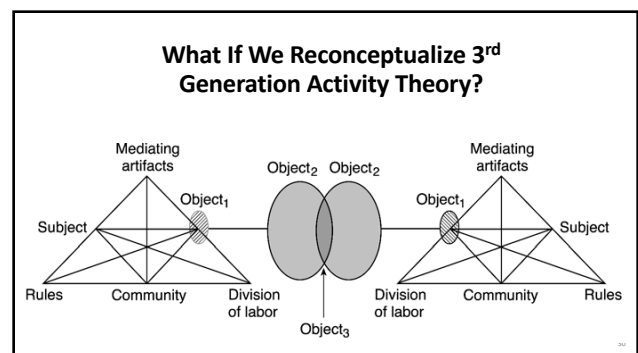 What If We Reconceptualize 3rd
Generation Activity Theory?
Mediating
artifacts
Object2 Object2
Mediating
artifacts
Object1
Object1
Subject
Subject
Rules
Community
Division
of labor
Division
of labor
Community
Rules
Object3